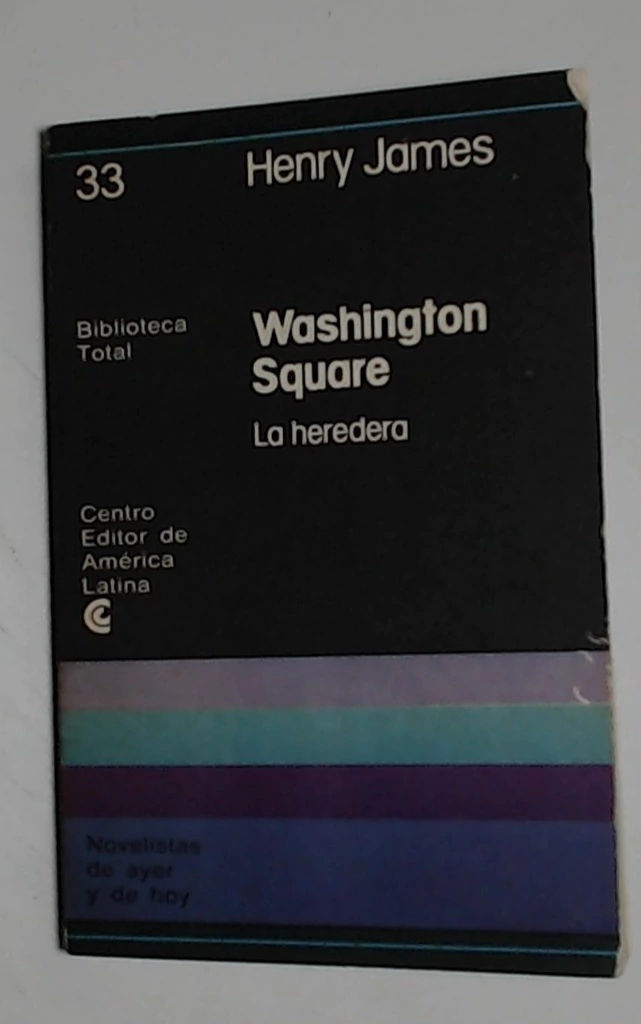 33
Henry James
Biblioteca
Total
Washington
Square
La heredera
Centro
Editor de
América
Latina
Novelistas
de ayer
y de hoy